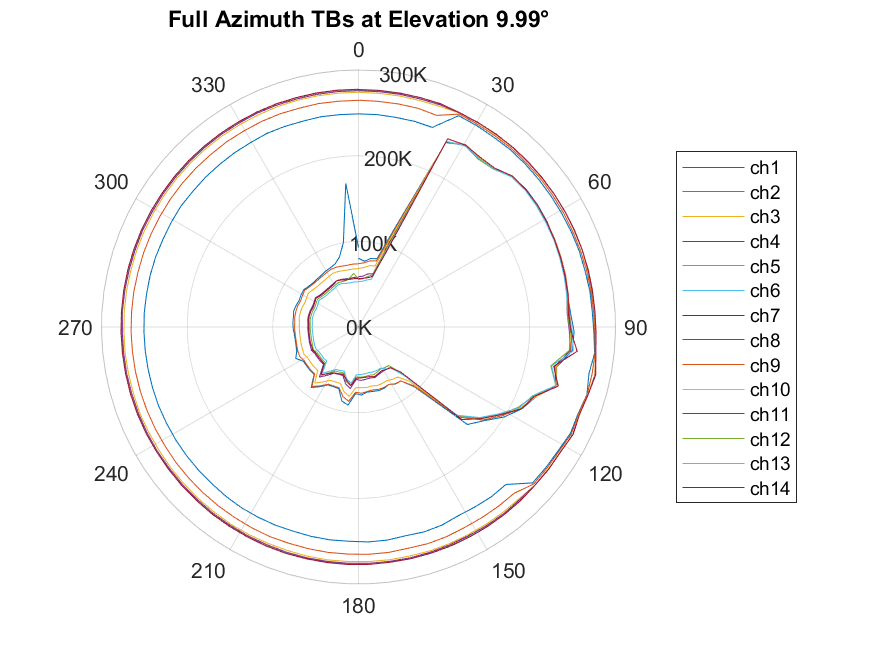 Full Azimuth TBs at Elevation 9.99º
0
30
60
90
120
150
180
210
240
270
300
330
300K
200K
100K
0K
ch1
ch2
ch3
ch4
ch5
ch6
ch7
ch8
ch9
ch10
ch11
ch12
ch13
ch14